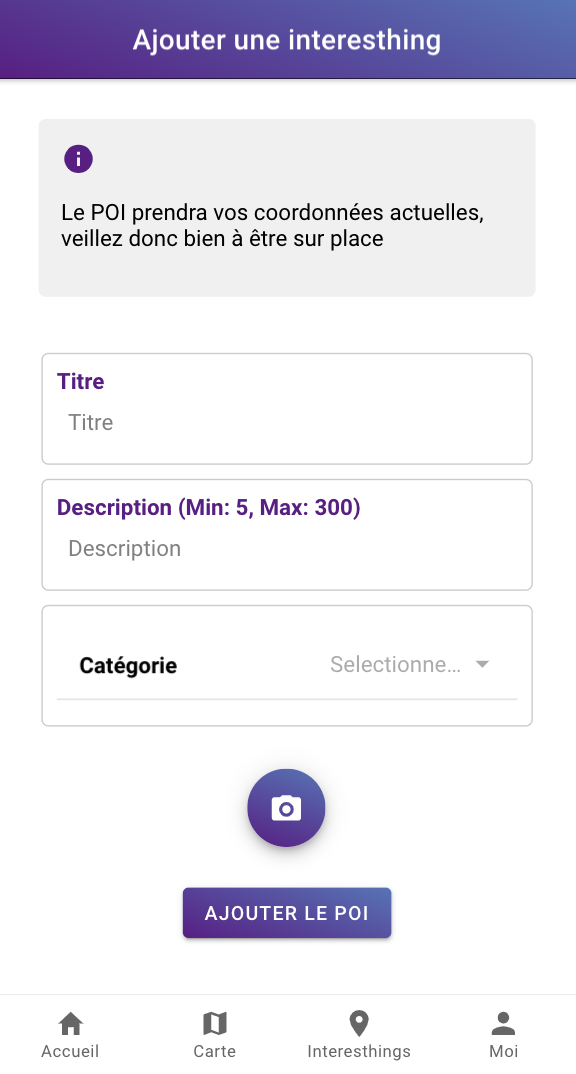 Ajouter une interesthing
Le POI prendra vos coordonnées actuelles,
veillez donc bien à être sur place
Titre
Titre
Description (Min: 5, Max: 300)
Description
Catégorie Selectionne...
AJOUTER LE POI
Accueil Carte Interesthings Moi